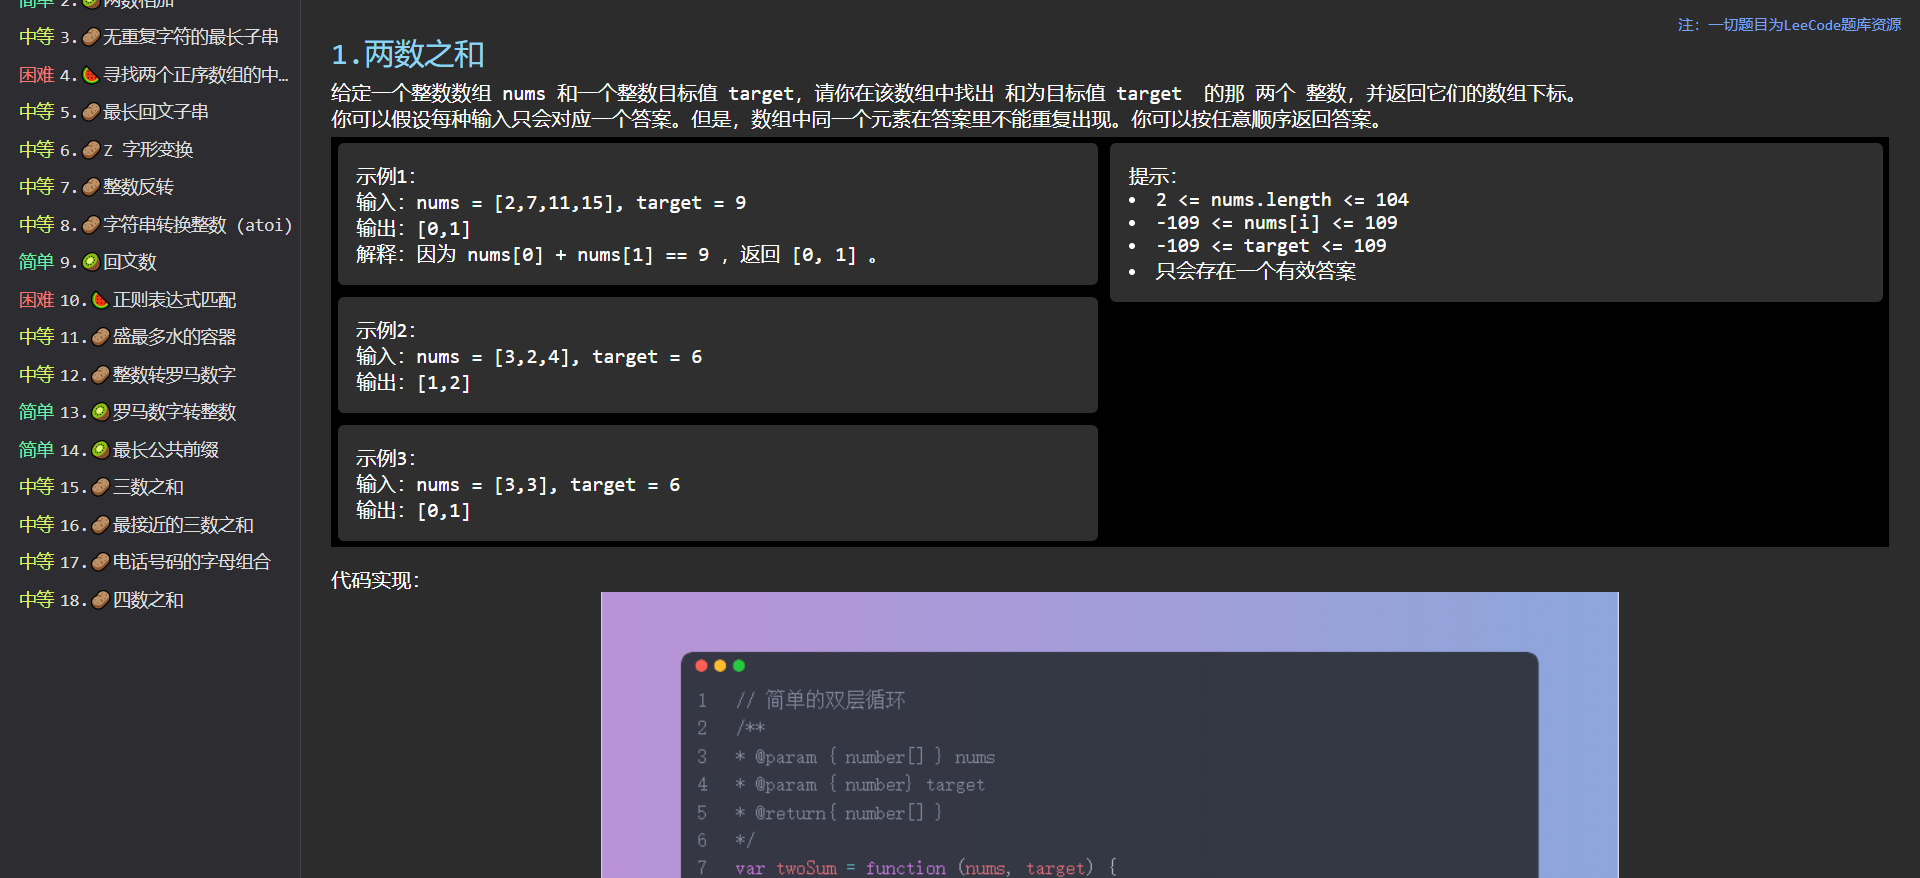 简单 2.两数相加
中等 3.无重复字符的最长子串
困难 4.寻找两个正序数组的中…
中等 5.最长回文子串
中等 6.Z 字形变换
中等 7.整数反转
中等 8.字符串转换整数 (atoi)
简单 9.回文数
困难 10.正则表达式匹配
中等 11.盛最多水的容器
中等 12.整数转罗马数字
简单 13.罗马数字转整数
简单 14.最长公共前缀
中等 15.三数之和
中等 16.最接近的三数之和
中等 17.电话号码的字母组合
中等 18.四数之和
注: 一切题目为LeeCode题库资源
1.两数之和
给定一个整数数组 nums 和一个整数目标值 target，请你在该数组中找出 和为目标值 target  的那 两个 整数，并返回它们的数组下标。
你可以假设每种输入只会对应一个答案。但是，数组中同一个元素在答案里不能重复出现。你可以按任意顺序返回答案。
示例1:
输入: nums = [2,7,11,15], target = 9
输出: [0,1]
解释: 因为 nums[0] + nums[1] == 9 ，返回 [0, 1] 。
示例2:
输入: nums = [3,2,4], target = 6
输出: [1,2]
示例3:
输入: nums = [3,3], target = 6
输出: [0,1]
提示:
• 2 <= nums.length <= 104
• -109 <= nums[i] <= 109
• -109 <= target <= 109
• 只会存在一个有效答案
代码实现:
1 // 简单的双层循环
2 /**
3 * @param { number[] } nums
4 * @param { number} target
5 * @return{ number[] }
6 */
7 var twoSum = function (nums, target) {